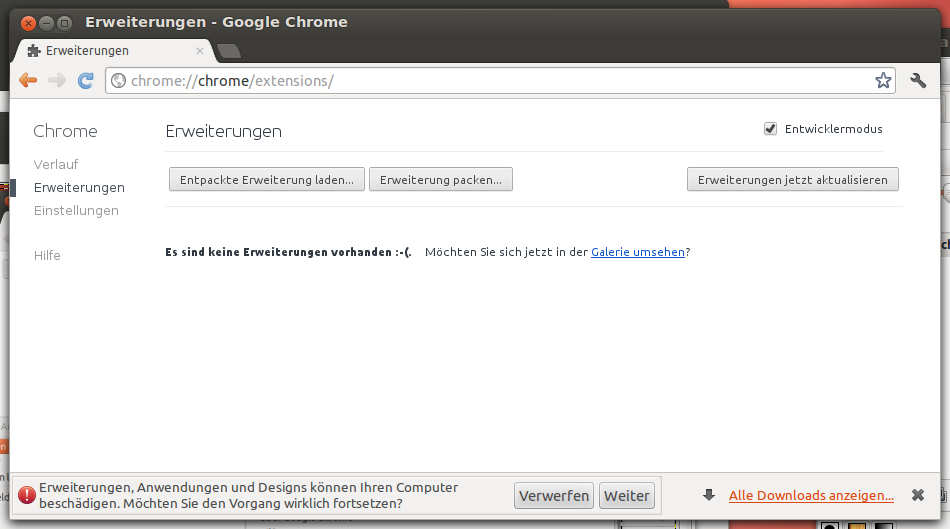 Erweiterungen - Google Chrome
Erweiterungen
chrome://chrome/extensions/
Chrome
Erweiterungen
Entwicklermodus
Verlauf
Erweiterungen
Einstellungen
Hilfe
Entpackte Erweiterung laden...
Erweiterung packen...
Erweiterungen jetzt aktualisieren
Es sind keine Erweiterungen vorhanden :-(. Möchten Sie sich jetzt in der Galerie umsehen?
Erweiterungen, Anwendungen und Designs können Ihren Computer
beschädigen. Möchten Sie den Vorgang wirklich fortsetzen?
Verwerfen
Weiter
Alle Downloads anzeigen...